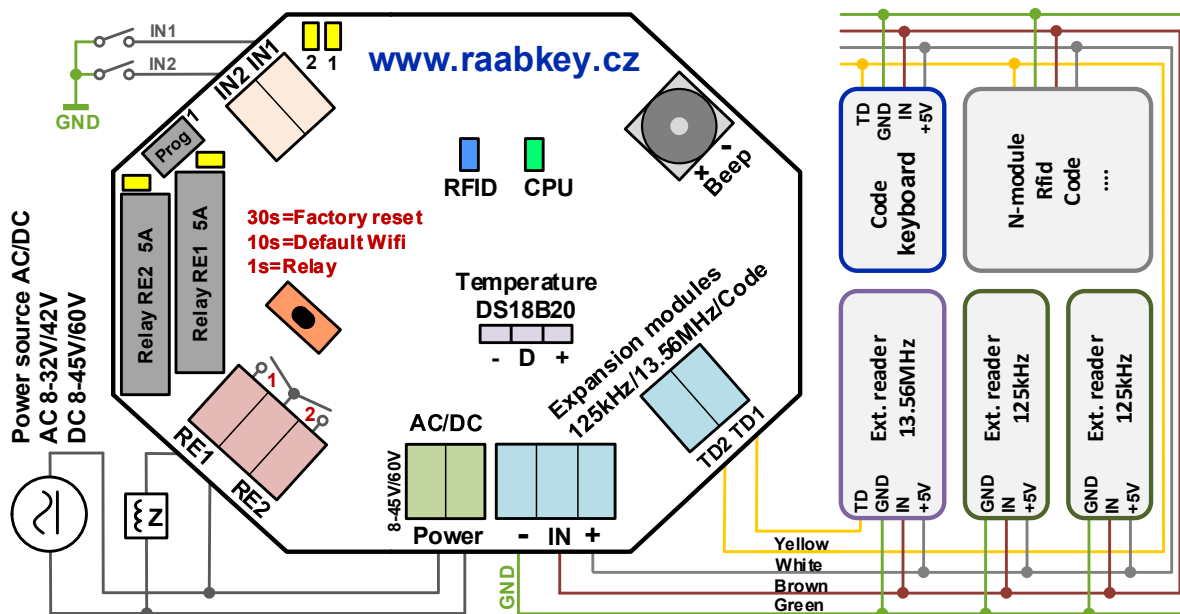 IN1
IN2
GND
IN2 IN1
2 1
www.raabkey.cz
Prog 1
RFID
CPU
- +
Beep
Relay RE2 5A
Relay RE1 5A
30s=Factory reset
10s=Default Wifi
1s=Relay
Temperature
DS18B20
- D +
Expansion modules
125kHz/13.56MHz/Code
Power source AC/DC
AC 8-32V/42V
DC 8-45V/60V
1
2
RE1
RE2
AC/DC
8-45V/60V
Power
- IN +
TD2 TD1
Z
GND
Yellow
White
Brown
Green
TD
GND
IN
+5V
Code
keyboard
N-module
Rfid
Code
....
Ext. reader
13.56MHz
TD
GND
IN
+5V
Ext. reader
125kHz
GND
IN
+5V
Ext. reader
125kHz
GND
IN
+5V